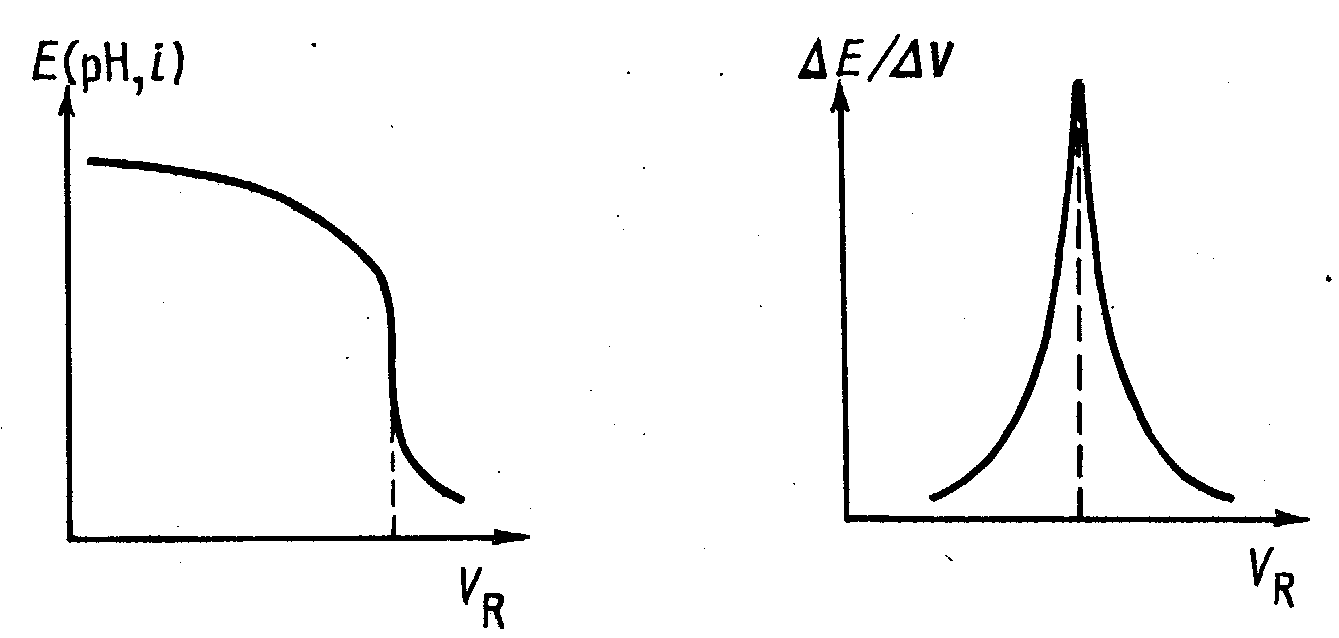 E(pH, i)
V_R
ΔE/ΔV
V_R